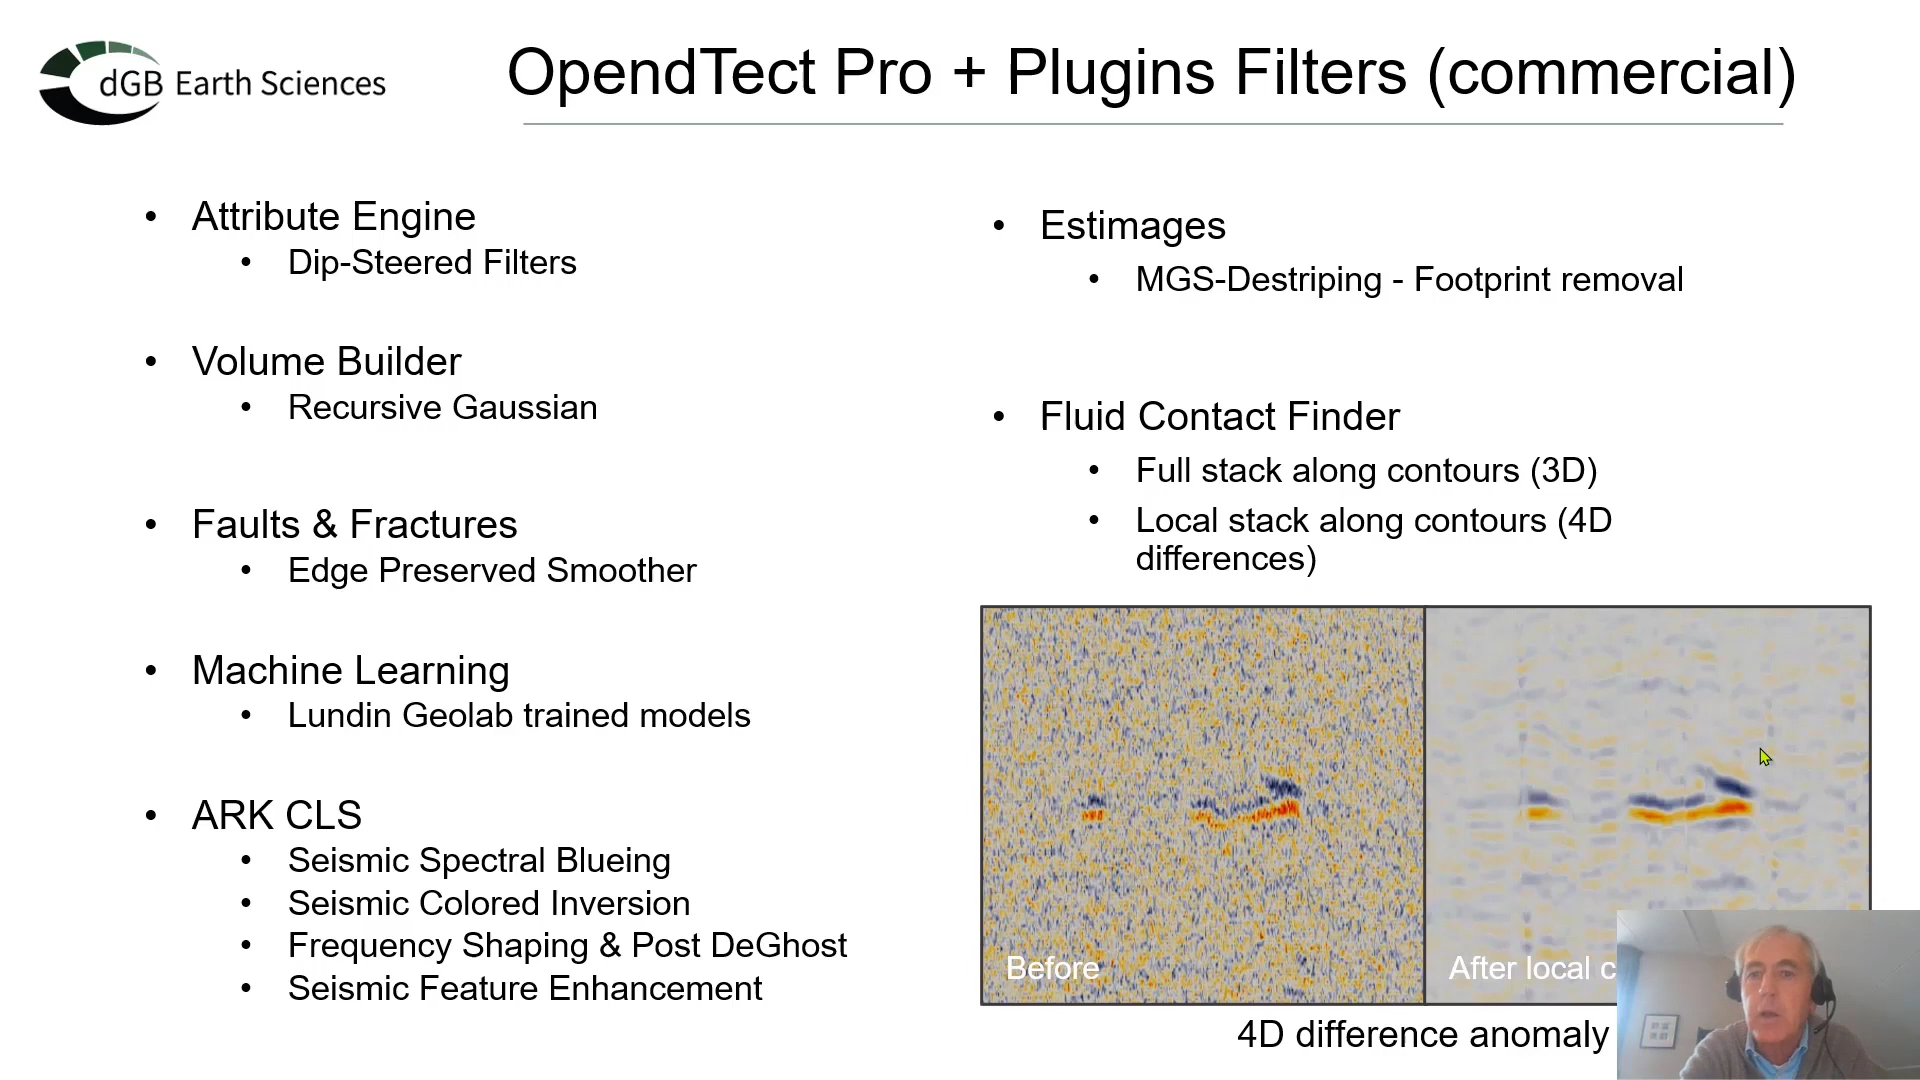 dGB Earth Sciences
OpendTect Pro + Plugins Filters (commercial)
• Attribute Engine
• Dip-Steered Filters
• Volume Builder
• Recursive Gaussian
• Faults & Fractures
• Edge Preserved Smoother
• Machine Learning
• Lundin Geolab trained models
• ARK CLS
• Seismic Spectral Blueing
• Seismic Colored Inversion
• Frequency Shaping & Post DeGhost
• Seismic Feature Enhancement
• Estimages
• MGS-Destriping - Footprint removal
• Fluid Contact Finder
• Full stack along contours (3D)
• Local stack along contours (4D
differences)
Before
After local
4D difference anomaly